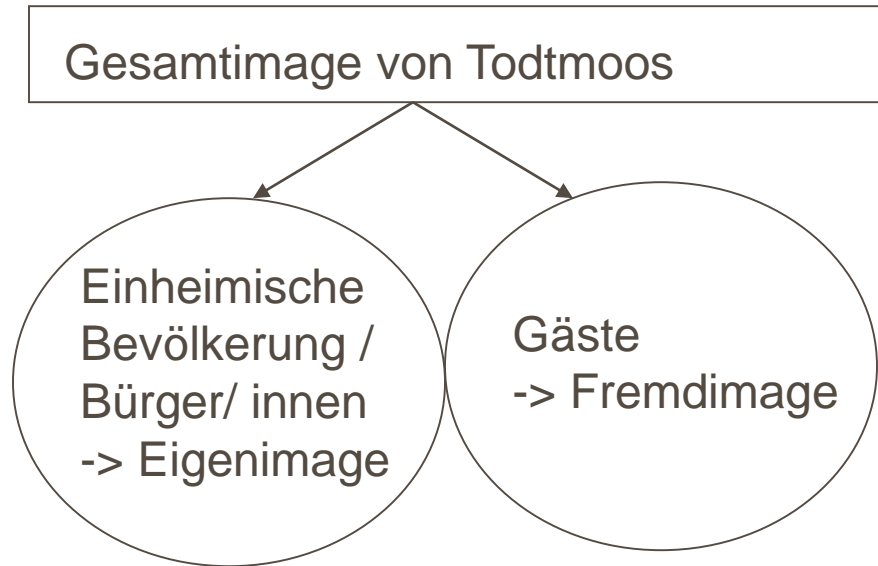 Gesamtimage von Todtmoos
Einheimische
Bevölkerung /
Bürger/ innen
-> Eigenimage
Gäste
-> Fremdimage